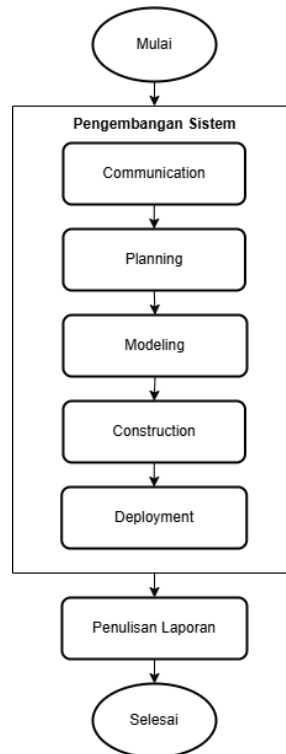 Mulai
Pengembangan Sistem
Communication
Planning
Modeling
Construction
Deployment
Penulisan Laporan
Selesai